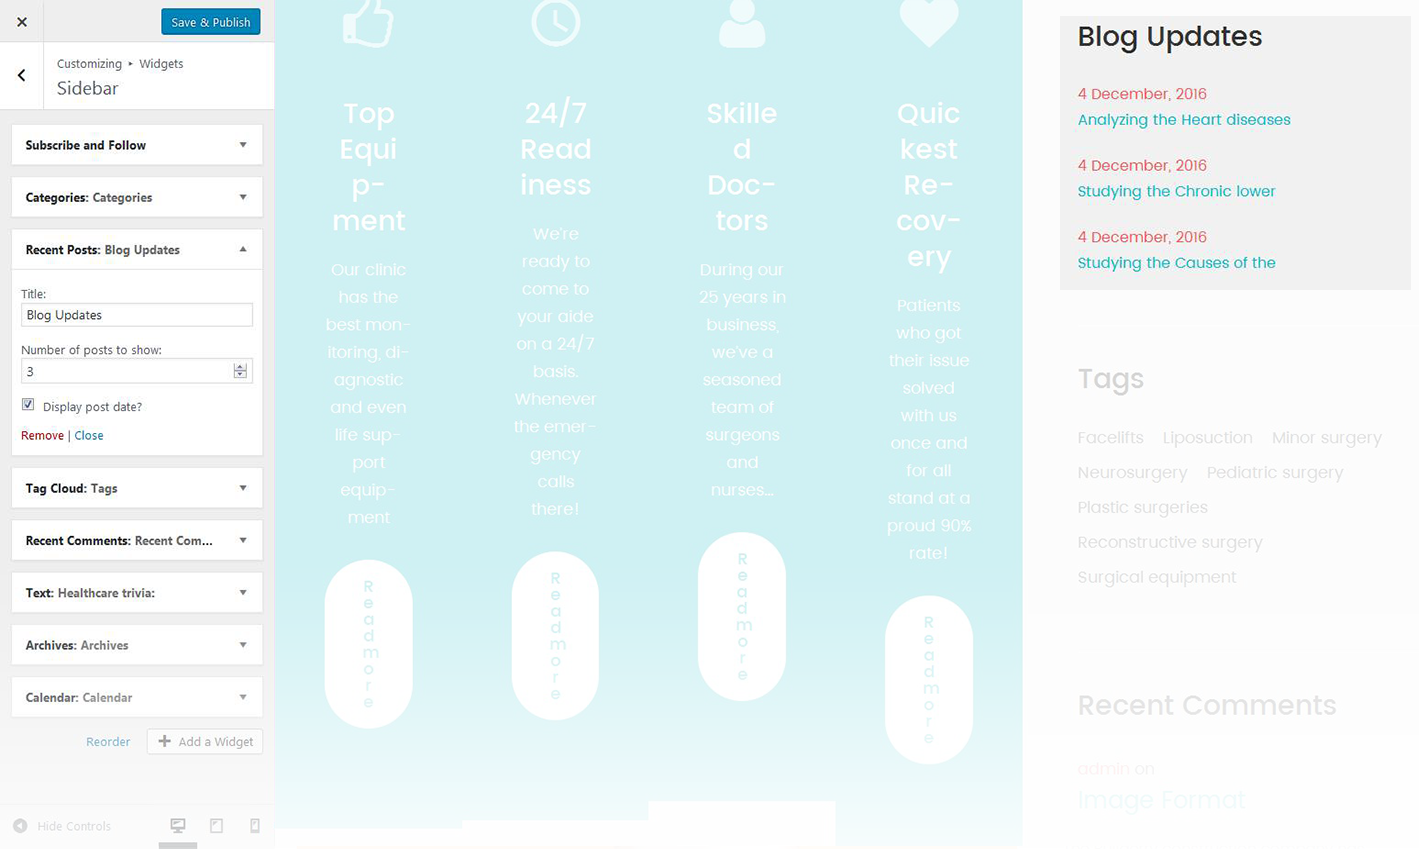 Save & Publish
Customizing ▸ Widgets
Sidebar
Subscribe and Follow
Categories: Categories
Recent Posts: Blog Updates
Title:
Blog Updates
Number of posts to show:
3
Display post date?
Remove | Close
Tag Cloud: Tags
Recent Comments: Recent Com...
Text: Healthcare trivia:
Archives: Archives
Calendar: Calendar
Reorder
Add a Widget
Hide Controls
Top
Equi
p-
ment
Our clinic
has the
best mon-
itoring, di-
agnostic
and even
life sup-
port
equip-
ment
R
e
a
d
m
o
r
e
24/7
Read
iness
We're
ready to
come to
your aide
on a 24/7
basis.
Whenever
the emer-
gency
calls
there!
R
e
a
d
m
o
r
e
Skille
d
Doc-
tors
During our
25 years in
business,
we've a
seasoned
team of
surgeons
and
nurses...
R
e
a
d
m
o
r
e
Quic
kest
Re-
cov-
ery
Patients
who got
their issue
solved
with us
once and
for all
stand at a
proud 90%
rate!
R
e
a
d
m
o
r
e
Blog Updates
4 December, 2016
Analyzing the Heart diseases
4 December, 2016
Studying the Chronic lower
4 December, 2016
Studying the Causes of the
Tags
Facelifts Liposuction Minor surgery
Neurosurgery Pediatric surgery
Plastic surgeries
Reconstructive surgery
Surgical equipment
Recent Comments
admin on
Image Format